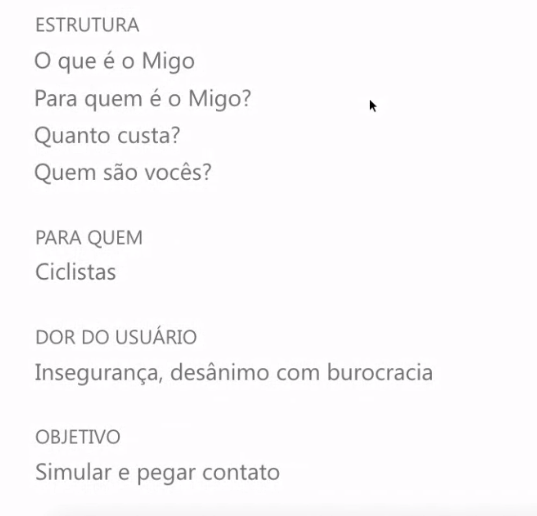 ESTRUTURA
O que é o Migo
Para quem é o Migo?
Quanto custa?
Quem são vocês?
PARA QUEM
Ciclistas
DOR DO USUÁRIO
Insegurança, desânimo com burocracia
OBJETIVO
Simular e pegar contato